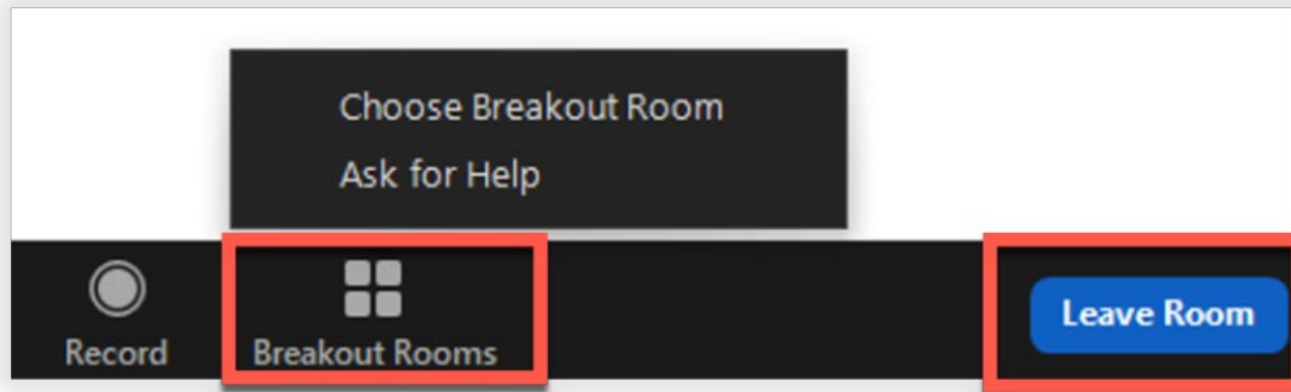 Choose Breakout Room
Ask for Help
Record
Breakout Rooms
Leave Room